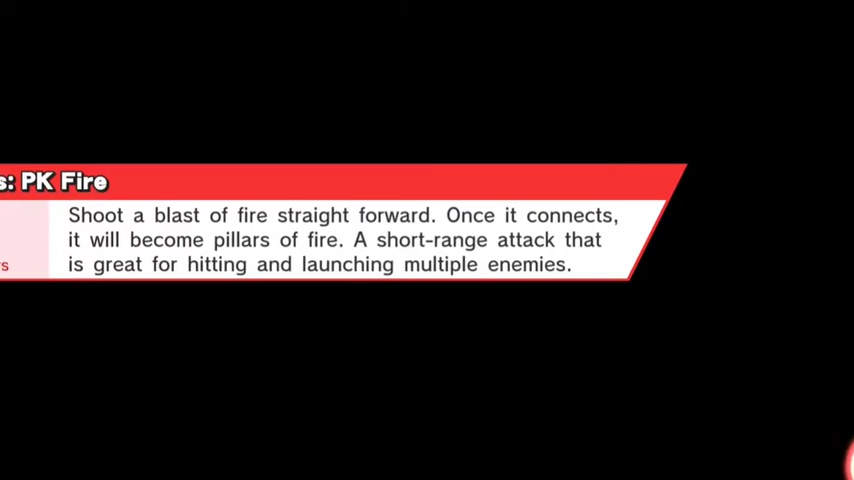 s: PK Fire
Shoot a blast of fire straight forward. Once it connects,
it will become pillars of fire. A short-range attack that
is great for hitting and launching multiple enemies.
rs